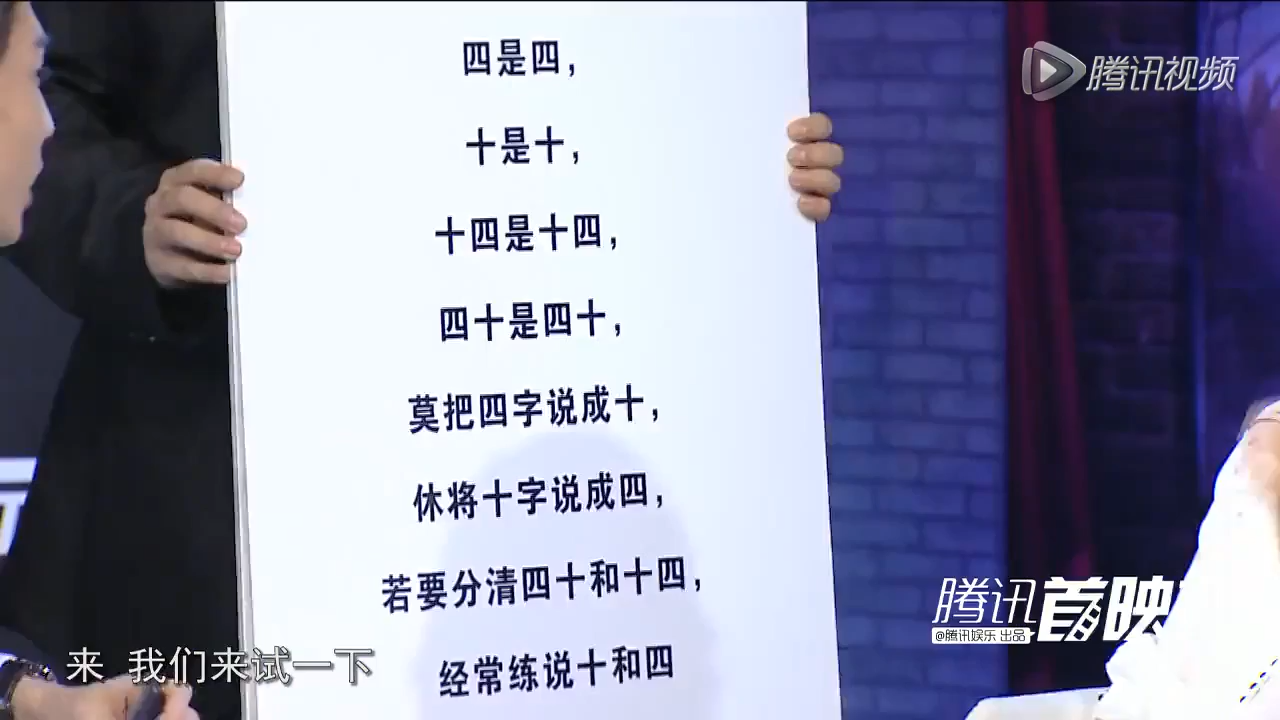 四是四，
十是十，
十四是十四，
四十是四十，
莫把四字说成十，
休将十字说成四，
若要分清四十和十四，
经常练说十和四
腾讯视频
腾讯首映
@腾讯娱乐 出品
来 我们来试一下